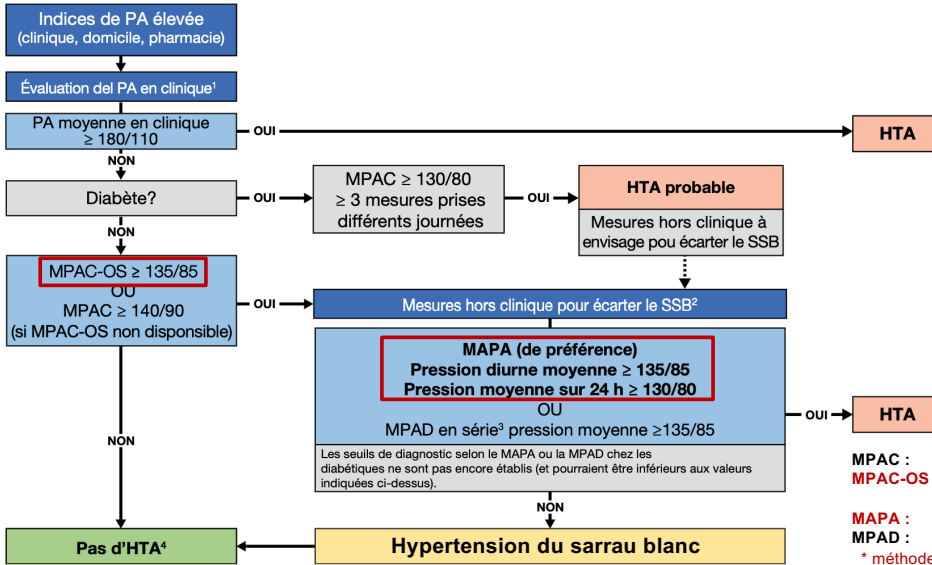 Indices de PA élevée
(clinique, domicile, pharmacie)
Évaluation del PA en clinique¹
PA moyenne en clinique
≥ 180/110
OUI
HTA
NON
Diabète?
OUI
MPAC ≥ 130/80
≥ 3 mesures prises
différents journées
OUI
HTA probable
Mesures hors clinique à
envisage pou écarter le SSB
NON
MPAC-OS ≥ 135/85
OU
MPAC ≥ 140/90
(si MPAC-OS non disponsible)
OUI
Mesures hors clinique pour écarter le SSB²
MAPA (de préférence)
Pression diurne moyenne ≥ 135/85
Pression moyenne sur 24 h ≥ 130/80
OU
MPAD en série³ pression moyenne ≥135/85
OUI
HTA
Les seuils de diagnostic selon le MAPA ou la MPAD chez les
diabétiques ne sont pas encore établis (et pourraient être inférieurs aux valeurs
indiquées ci-dessus).
MPAC :
MPAC-OS
MAPA :
MPAD :
* méthode
NON
NON
Pas d'HTA⁴
Hypertension du sarrau blanc